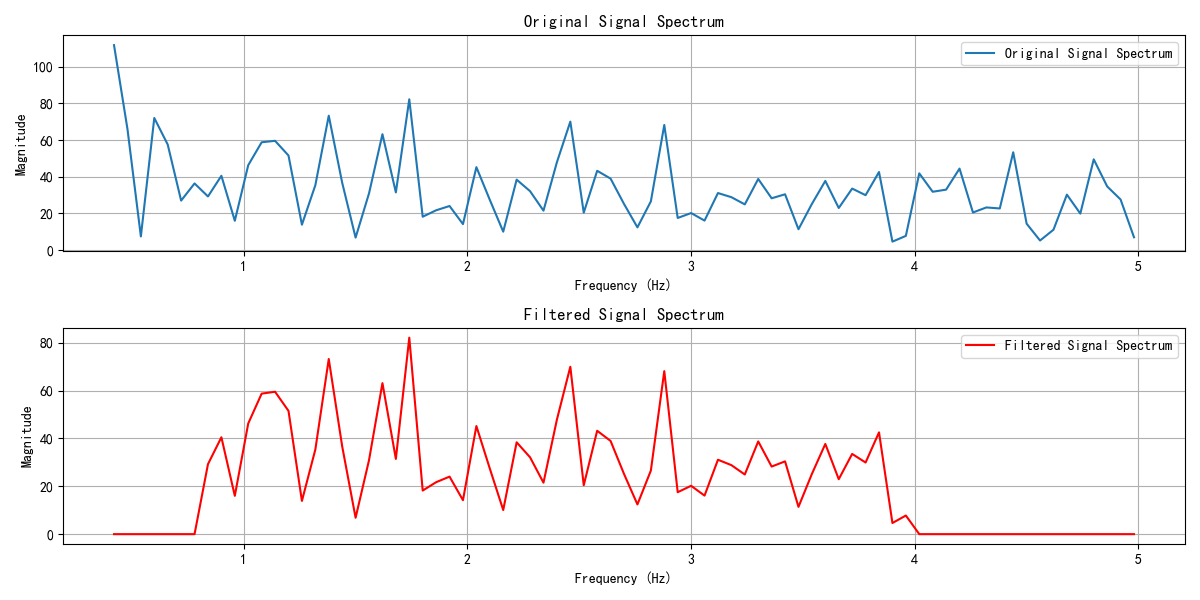 Original Signal Spectrum
Original Signal Spectrum
100
80
60
40
20
0
Magnitude
1 2 3 4 5
Frequency (Hz)
Filtered Signal Spectrum
Filtered Signal Spectrum
80
60
40
20
0
Magnitude
1 2 3 4 5
Frequency (Hz)